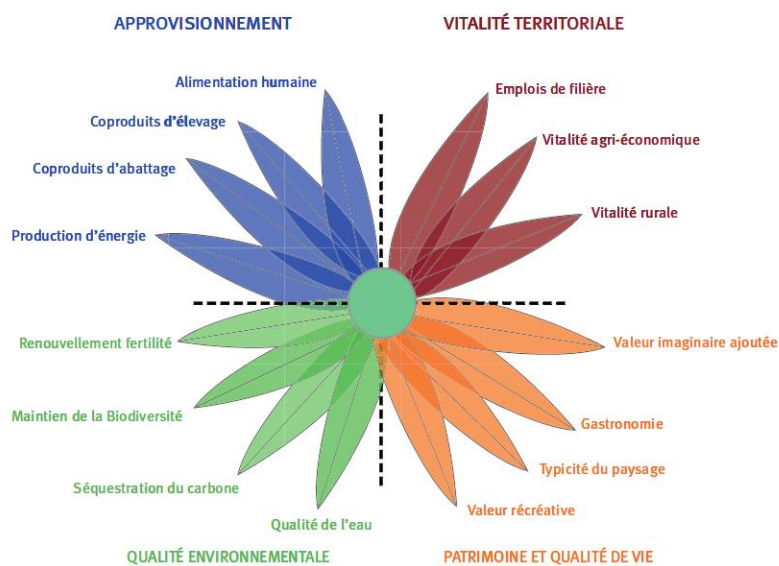 APPROVISIONNEMENT
VITALITÉ TERRITORIALE
Alimentation humaine
Coproduits d'élevage
Coproduits d'abattage
Production d'énergie
Emplois de filière
Vitalité agri-économique
Vitalité rurale
Renouvellement fertilité
Maintien de la Biodiversité
Séquestration du carbone
Qualité de l'eau
Valeur imaginaire ajoutée
Gastronomie
Typicité du paysage
Valeur récréative
QUALITÉ ENVIRONNEMENTALE
PATRIMOINE ET QUALITÉ DE VIE